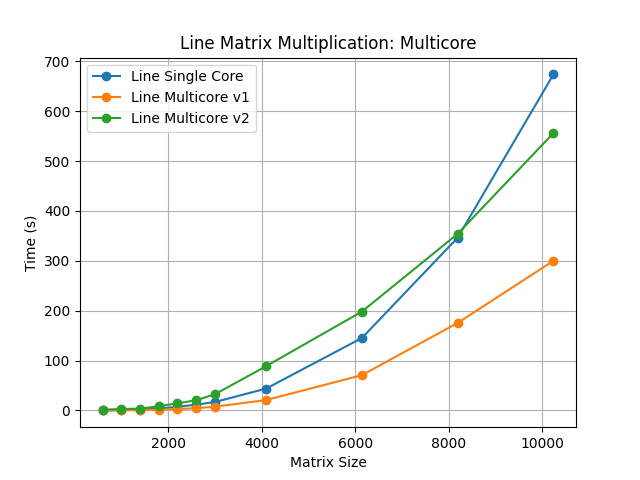 Line Matrix Multiplication: Multicore
Line Single Core
Line Multicore v1
Line Multicore v2
700
600
500
400
300
200
100
0
Time (s)
2000 4000 6000 8000 10000
Matrix Size